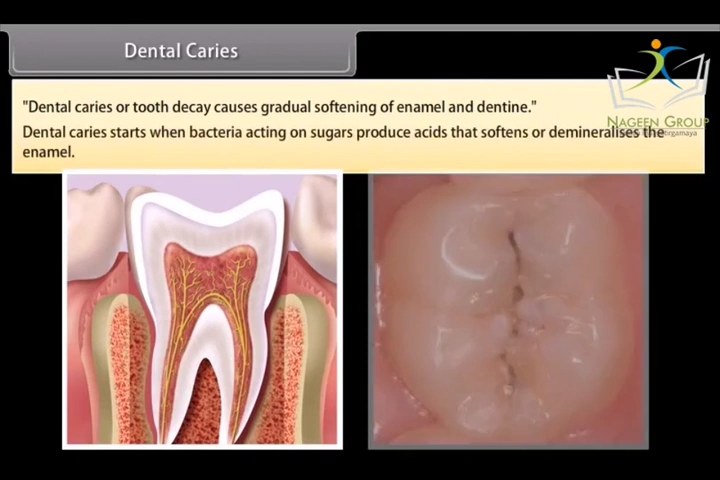 Dental Caries
"Dental caries or tooth decay causes gradual softening of enamel and dentine."
Dental caries starts when bacteria acting on sugars produce acids that softens or demineralises the
enamel.
NAGEEN GROUP